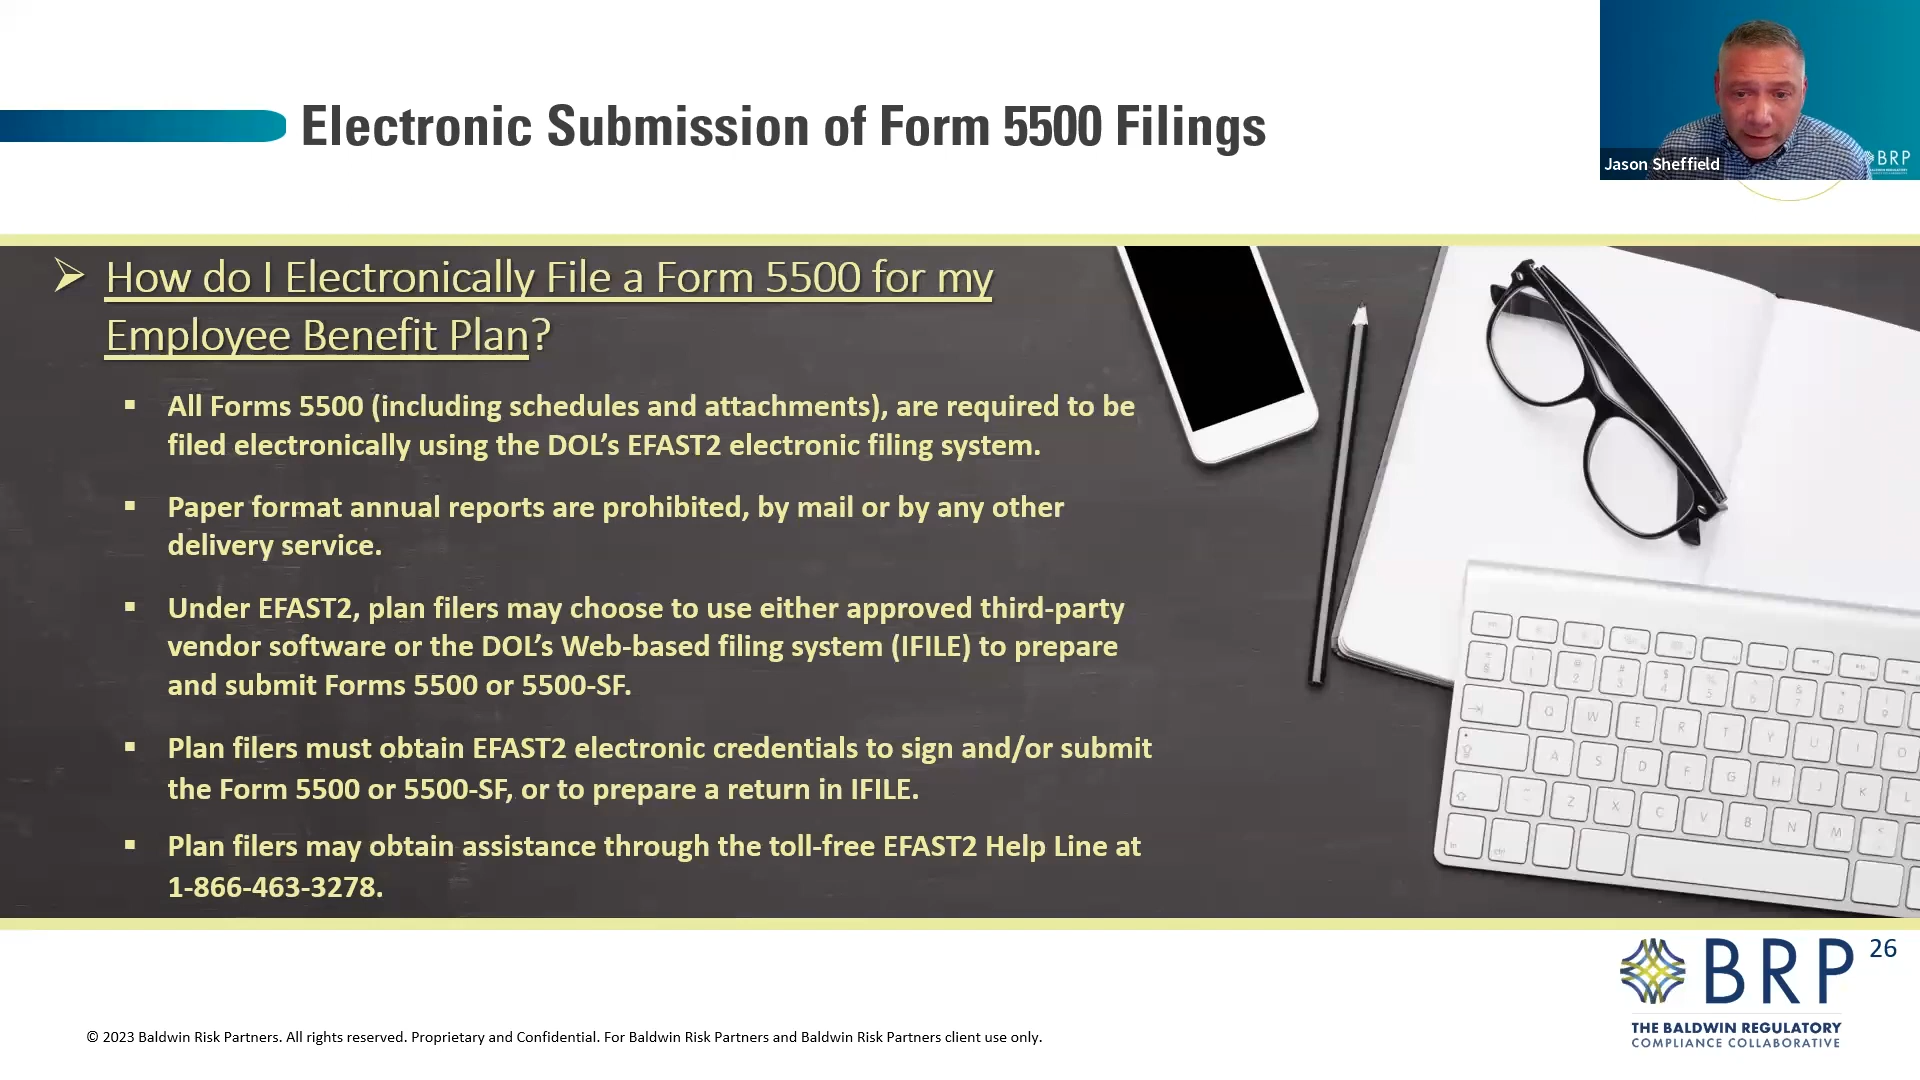 Electronic Submission of Form 5500 Filings
Jason Sheffield
BRP
➢ How do I Electronically File a Form 5500 for my
Employee Benefit Plan?
▪ All Forms 5500 (including schedules and attachments), are required to be
filed electronically using the DOL’s EFAST2 electronic filing system.
▪ Paper format annual reports are prohibited, by mail or by any other
delivery service.
▪ Under EFAST2, plan filers may choose to use either approved third-party
vendor software or the DOL’s Web-based filing system (IFILE) to prepare
and submit Forms 5500 or 5500-SF.
▪ Plan filers must obtain EFAST2 electronic credentials to sign and/or submit
the Form 5500 or 5500-SF, or to prepare a return in IFILE.
▪ Plan filers may obtain assistance through the toll-free EFAST2 Help Line at
1-866-463-3278.
Q W E R T Y U I O
A S D F G H J K L
Z X C V B N M
BRP
26
THE BALDWIN REGULATORY
COMPLIANCE COLLABORATIVE
© 2023 Baldwin Risk Partners. All rights reserved. Proprietary and Confidential. For Baldwin Risk Partners and Baldwin Risk Partners client use only.